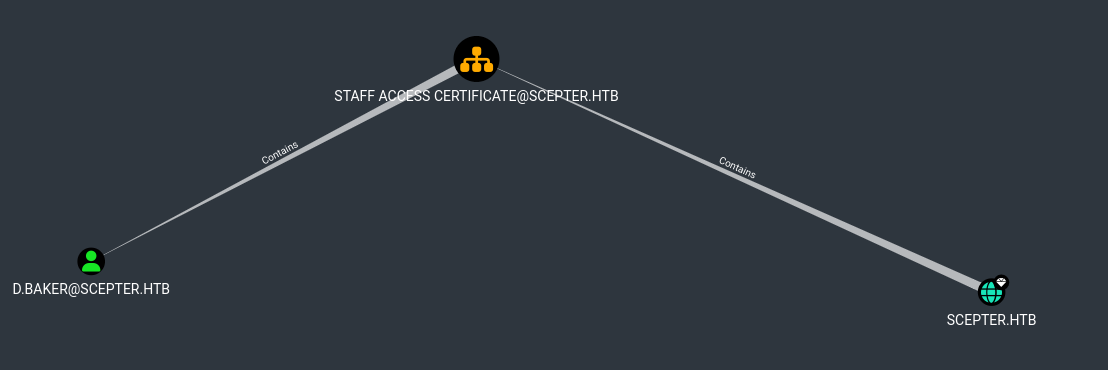 STAFF ACCESS CERTIFICATE@SCEPTER.HTB
Contains
Contains
D.BAKER@SCEPTER.HTB
SCEPTER.HTB